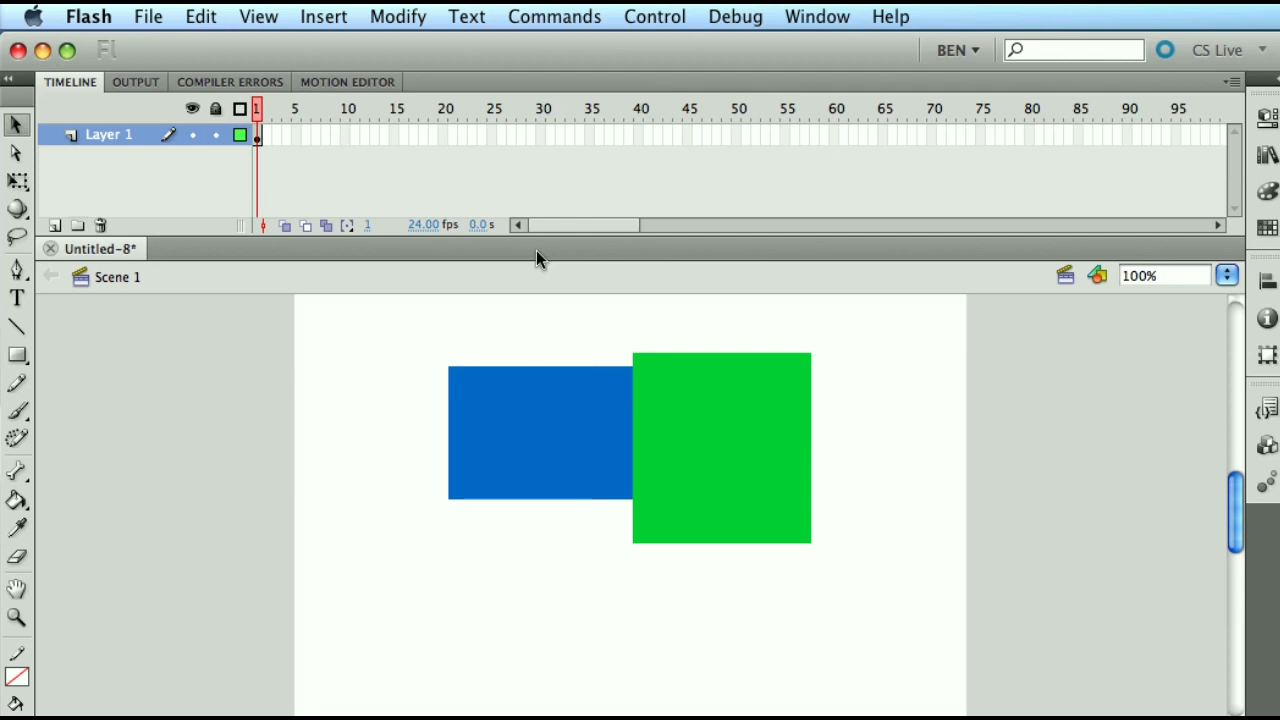 Flash File Edit View Insert Modify Text Commands Control Debug Window Help
Fl BEN CS Live
TIMELINE OUTPUT COMPILER ERRORS MOTION EDITOR
1 5 10 15 20 25 30 35 40 45 50 55 60 65 70 75 80 85 90 95
Layer 1
1 24.00 fps 0.0 s
Untitled-8*
Scene 1 100%
T